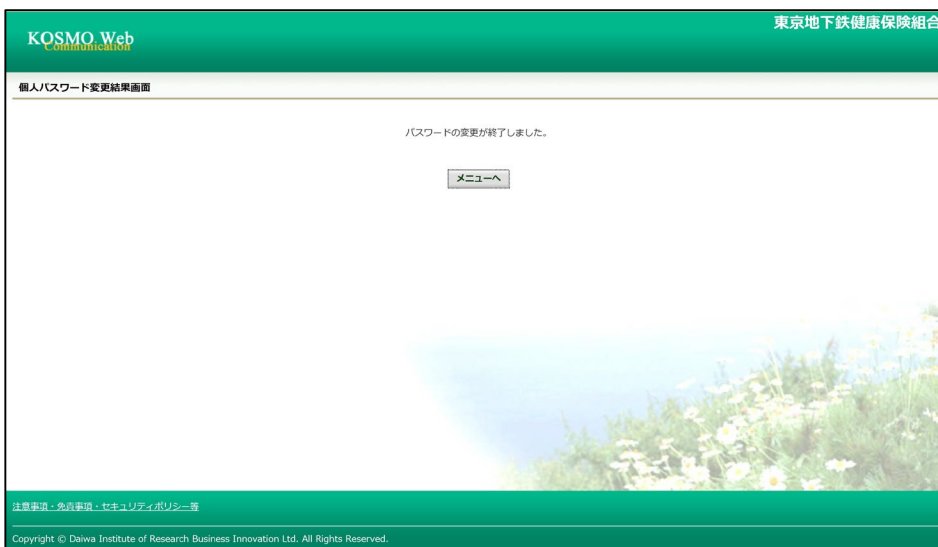 東京地下鉄健康保険組合
KOSMO Web
Communication
個人パスワード変更結果画面
パスワードの変更が終了しました。
メニューへ
注意事項・免責事項・セキュリティポリシー等
Copyright © Daiwa Institute of Research Business Innovation Ltd. All Rights Reserved.